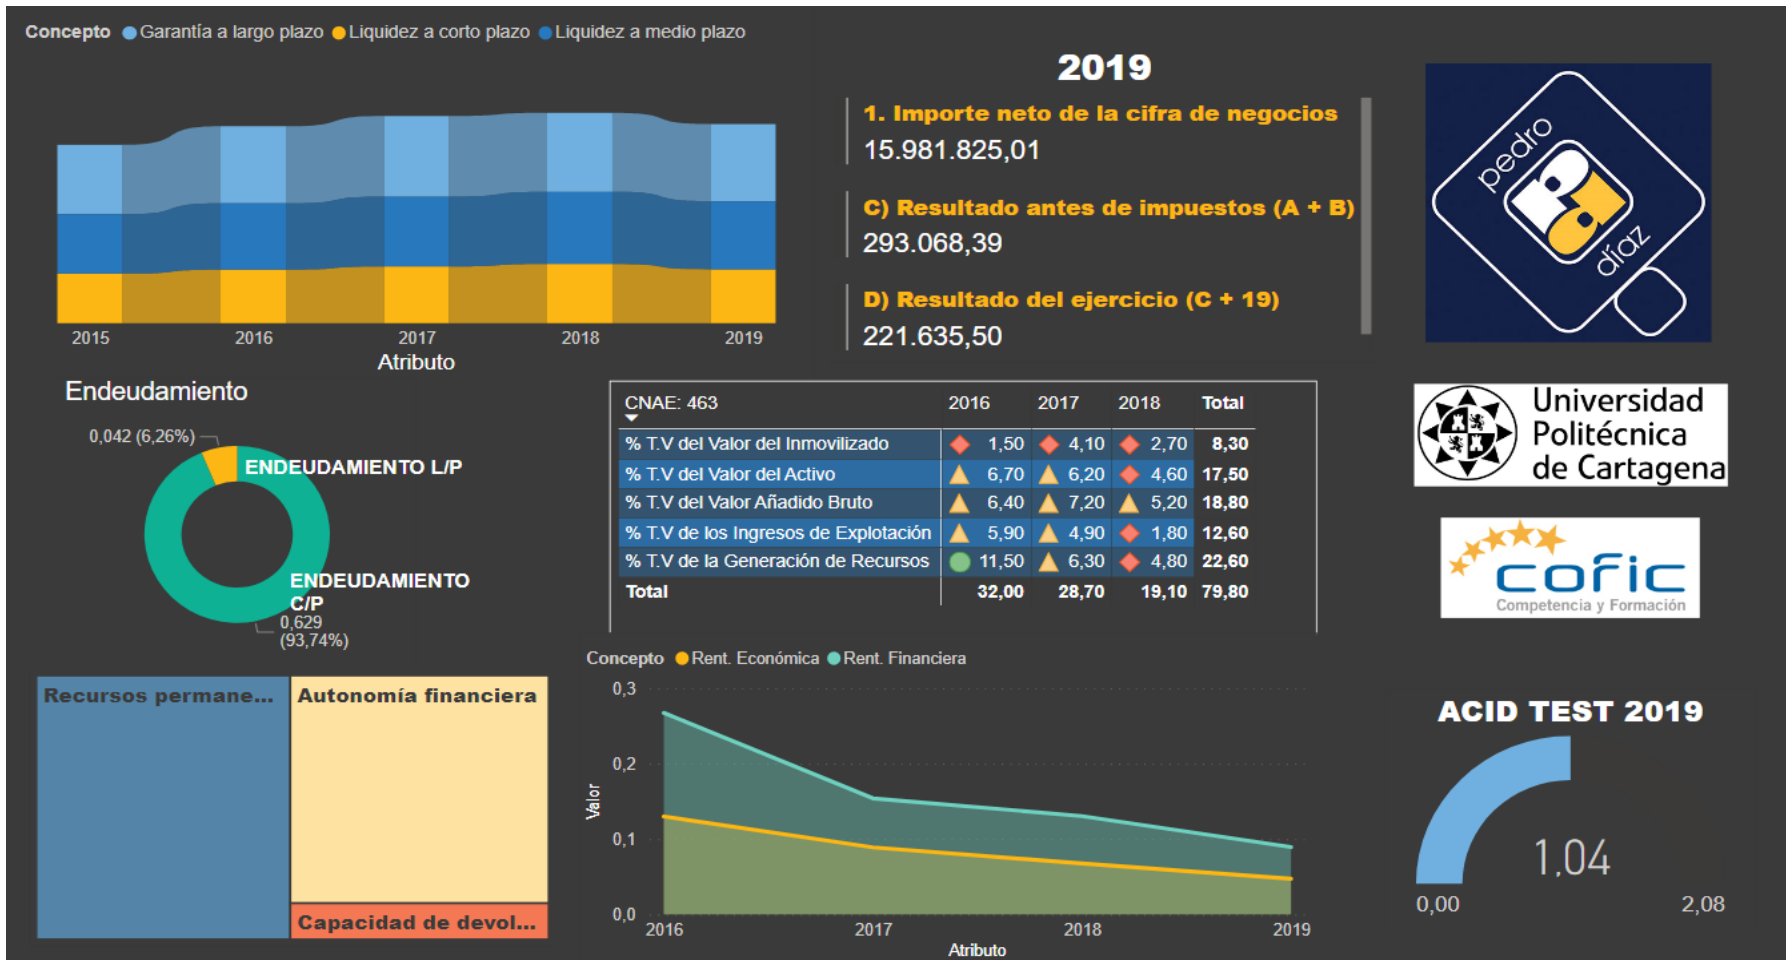 Concepto Garantía a largo plazo Liquidez a corto plazo Liquidez a medio plazo
2015 2016 2017 2018 2019
Atributo
2019
1. Importe neto de la cifra de negocios
15.981.825,01
C) Resultado antes de impuestos (A + B)
293.068,39
D) Resultado del ejercicio (C + 19)
221.635,50
pedro
díaz
Endeudamiento
0,042 (6,26%)
ENDEUDAMIENTO L/P
ENDEUDAMIENTO
C/P
0,629
(93,74%)
CNAE: 463 2016 2017 2018 Total
% T.V del Valor del Inmovilizado 1,50 4,10 2,70 8,30
% T.V del Valor del Activo 6,70 6,20 4,60 17,50
% T.V del Valor Añadido Bruto 6,40 7,20 5,20 18,80
% T.V de los Ingresos de Explotación 5,90 4,90 1,80 12,60
% T.V de la Generación de Recursos 11,50 6,30 4,80 22,60
Total 32,00 28,70 19,10 79,80
Universidad
Politécnica
de Cartagena
cofic
Competencia y Formación
Recursos permane...
Autonomía financiera
Capacidad de devol...
Concepto Rent. Económica Rent. Financiera
0,3
0,2
0,1
0,0
Valor
2016 2017 2018 2019
Atributo
ACID TEST 2019
1,04
0,00 2,08